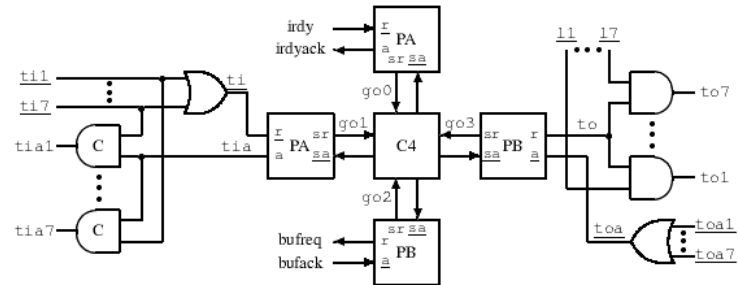 irdy
irdyack
r
a
PA
sr sa
go0
l1
l7
ti1
ti7
ti
tia1
C
tia7
C
tia
r
a
PA
sr
sa
go1
C4
go3
sr
sa
PB
r
a
to
to7
to1
go2
sr sa
r
a
PB
bufreq
bufack
toa
toa1
toa7